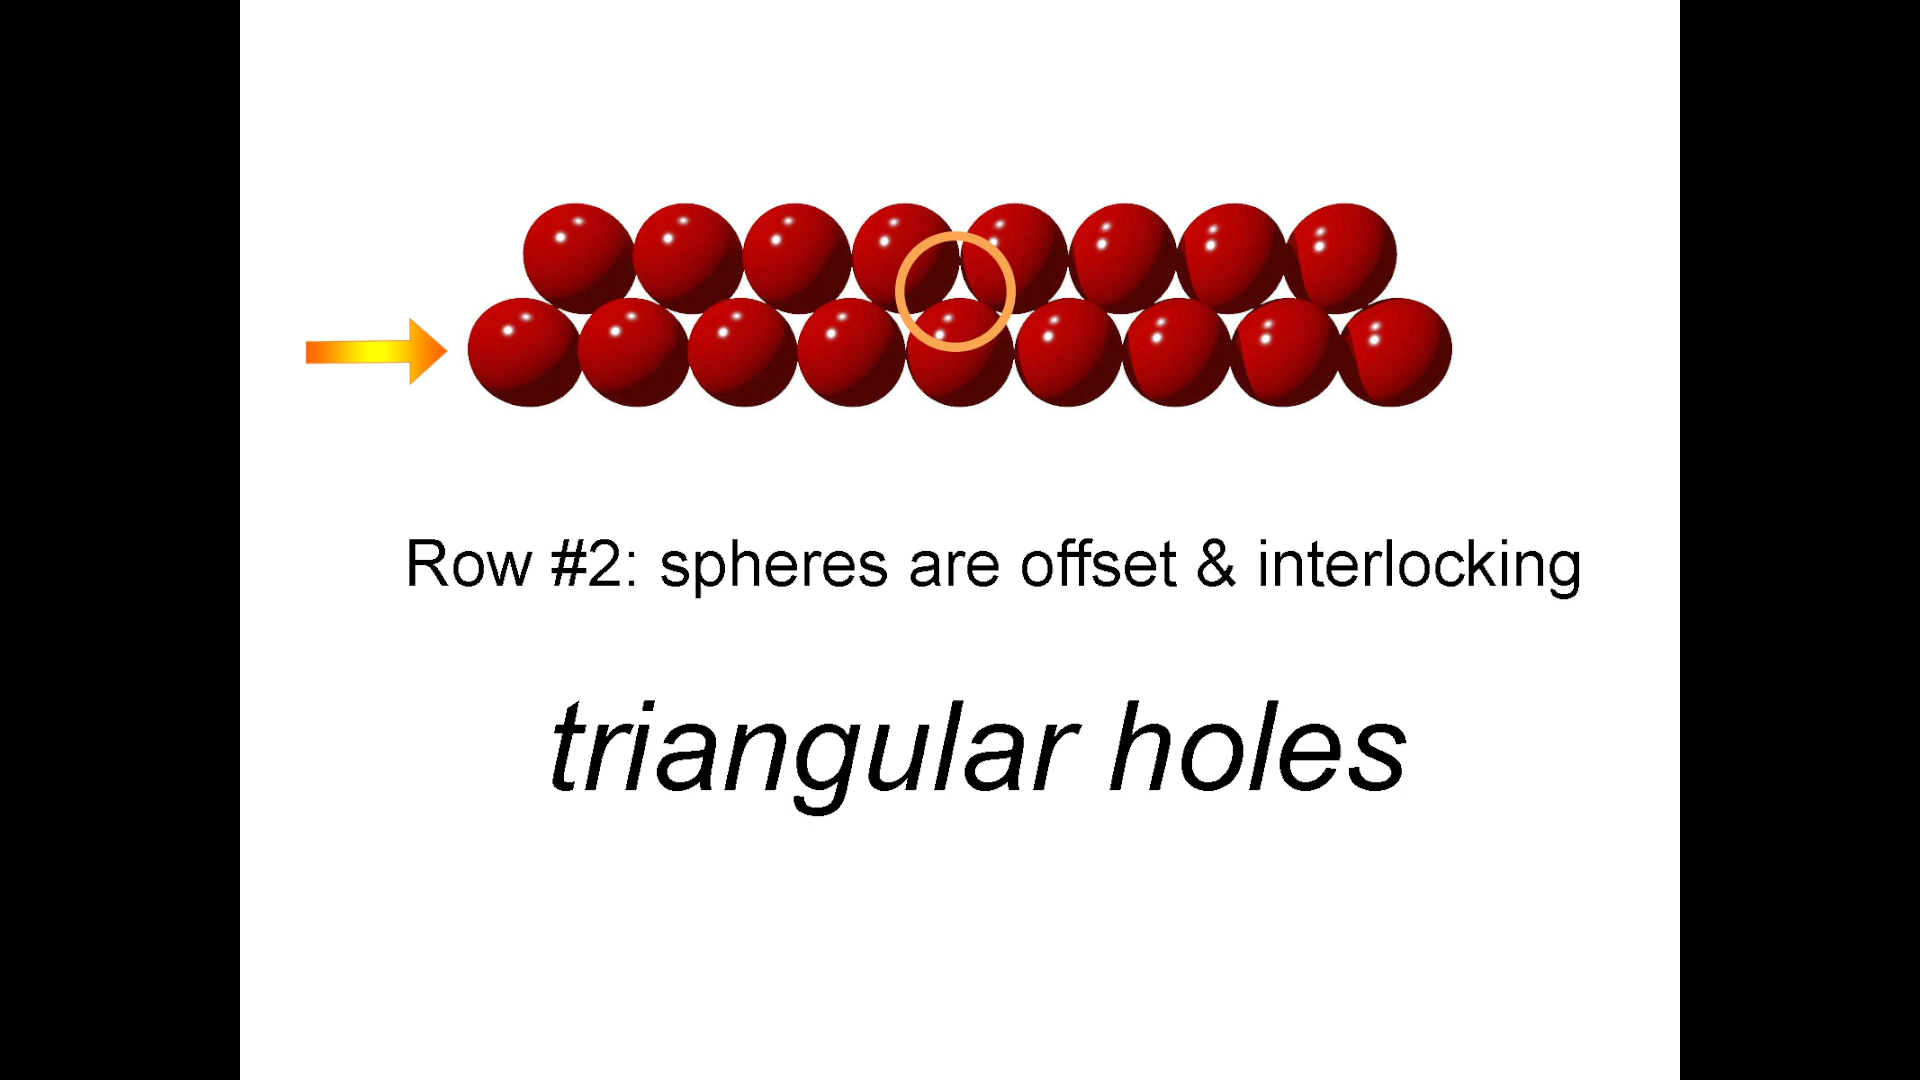 Row #2: spheres are offset & interlocking
triangular holes